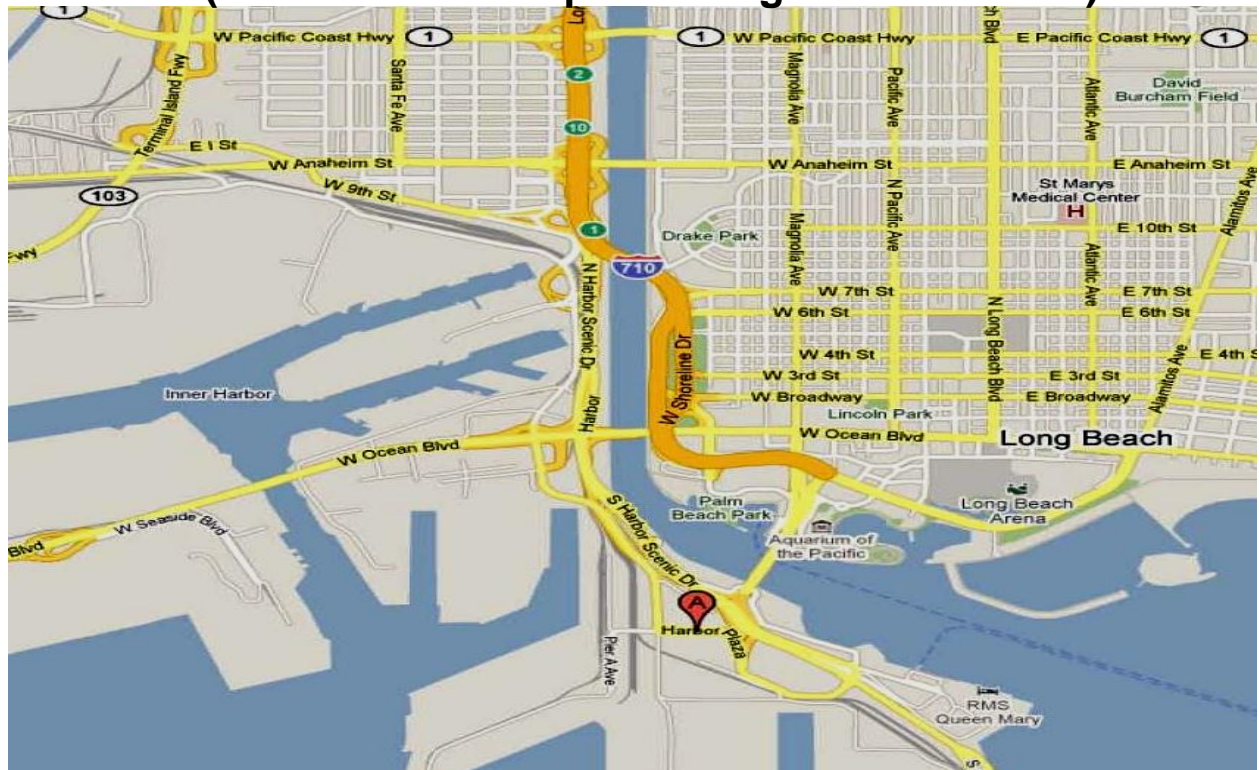 1
W Pacific Coast Hwy
1
1
W Pacific Coast Hwy
E Pacific Coast Hwy
1
Terminal Island Fwy
Santa Fe Ave
2
10
Magnolia Ave
Pacific Ave
h Blvd
Atlantic Ave
David
Burcham Field
E I St
W Anaheim St
W Anaheim St
E Anaheim St
103
W 9th St
N Pacific Ave
St Marys
Medical Center
H
Alamitos Ave
Fwy
1
Drake Park
Magnolia Ave
E 10th St
710
N Harbor Scenic Dr
Atlantic Ave
W 7th St
E 7th St
W 6th St
N Long Beach Blvd
E 6th St
W Shoreline Dr
W 4th St
E 4th S
W 3rd St
E 3rd St
Alamitos Ave
Inner Harbor
Harbor
W Broadway
E Broadway
Lincoln Park
W Ocean Blvd
W Ocean Blvd
Long Beach
W Seaside Blvd
Blvd
S Harbor Scenic Dr
Palm
Beach Park
Long Beach
Arena
Aquarium of
the Pacific
A
Harbor Plaza
Pier A Ave
RMS
Queen Mary
S